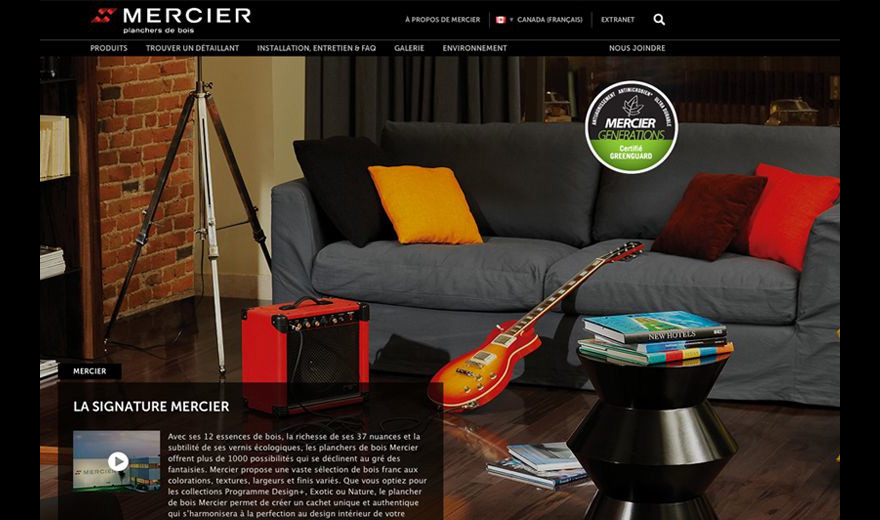 MERCIER
planchers de bois
À PROPOS DE MERCIER
CANADA (FRANÇAIS)
EXTRANET
PRODUITS
TROUVER UN DÉTAILLANT
INSTALLATION, ENTRETIEN & FAQ
GALERIE
ENVIRONNEMENT
NOUS JOINDRE
ANTIJAUNISSEMENT ANTIMICROBIEN* ULTRA DURABLE
MERCIER
GENERATIONS
Certifié
GREENGUARD
NEW HOTELS
MERCIER
LA SIGNATURE MERCIER
MERCIER
Avec ses 12 essences de bois, la richesse de ses 37 nuances et la
subtilité de ses vernis écologiques, les planchers de bois Mercier
offrent plus de 1000 possibilités qui se déclinent au gré des
fantaisies. Mercier propose une vaste sélection de bois franc aux
colorations, textures, largeurs et finis variés. Que vous optiez pour
les collections Programme Design+, Exotic ou Nature, le plancher
de bois Mercier permet de créer un cachet unique et authentique
qui s'harmonisera à la perfection au design intérieur de votre